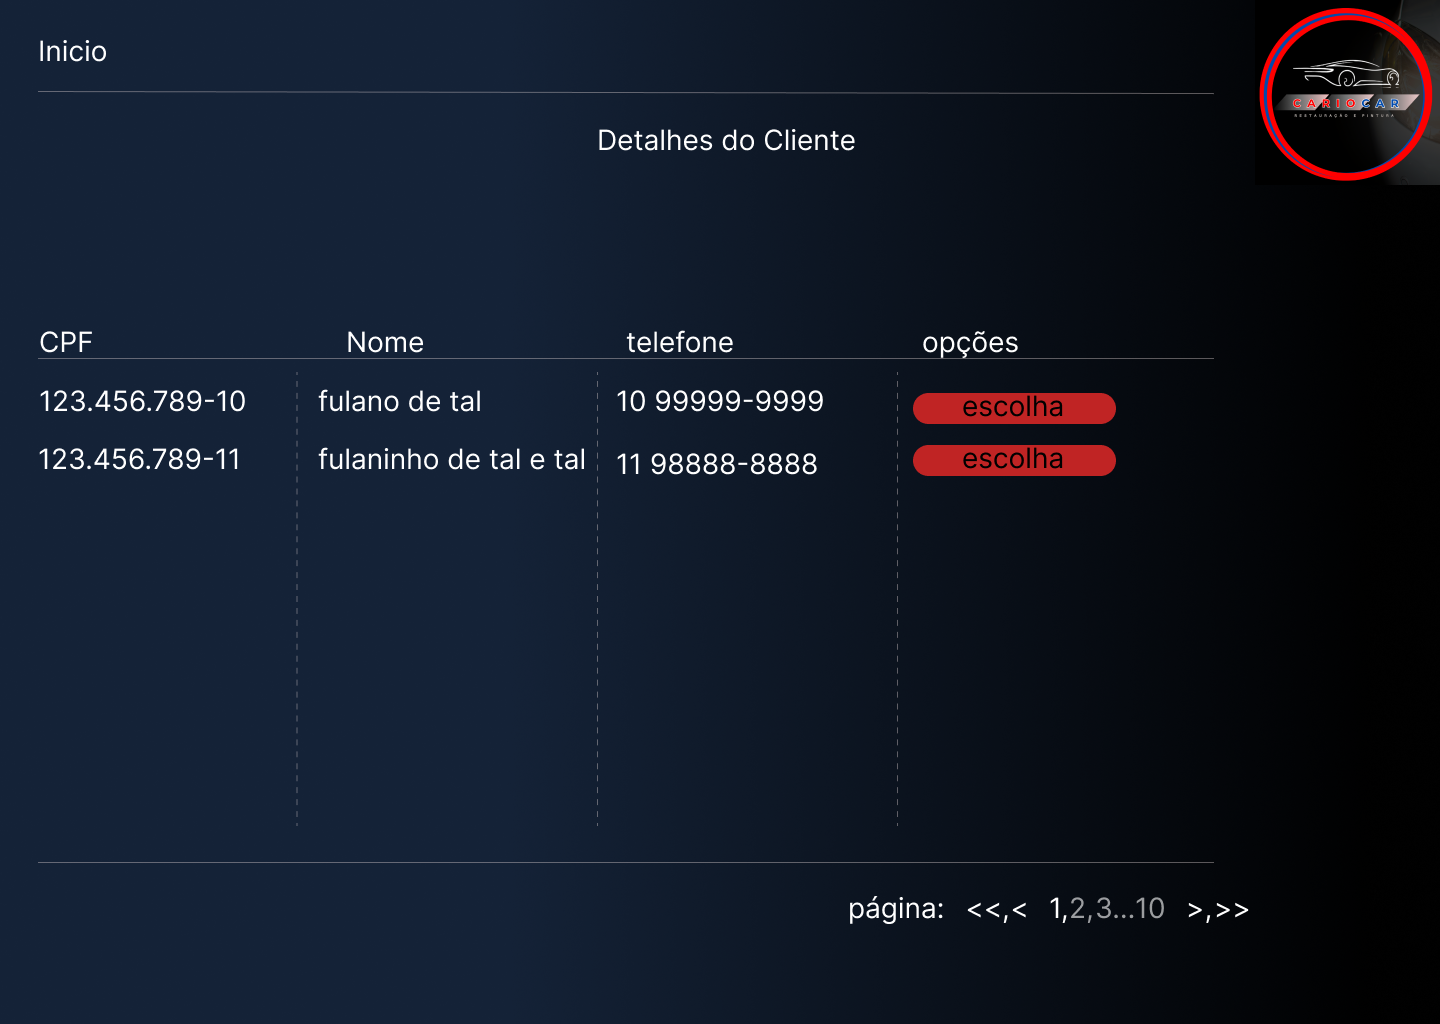 Inicio
CARIOCAR
RESTAURAÇÃO E PINTURA
Detalhes do Cliente
CPF Nome telefone opções
123.456.789-10 fulano de tal 10 99999-9999 escolha
123.456.789-11 fulaninho de tal e tal 11 98888-8888 escolha
página: <<,< 1,2,3...10 >,>>